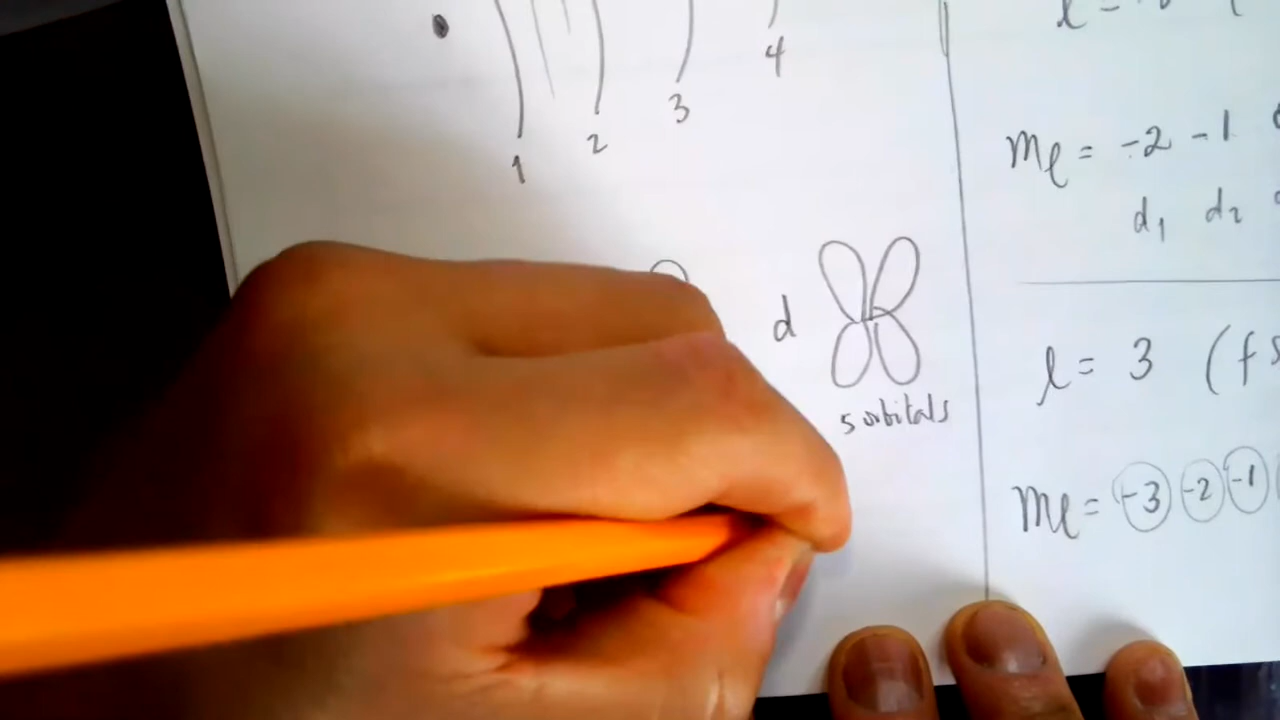 1 2 3 4
d
5 orbitals
ml = -2 -1
d1 d2
l = 3 (f
ml = -3 -2 -1